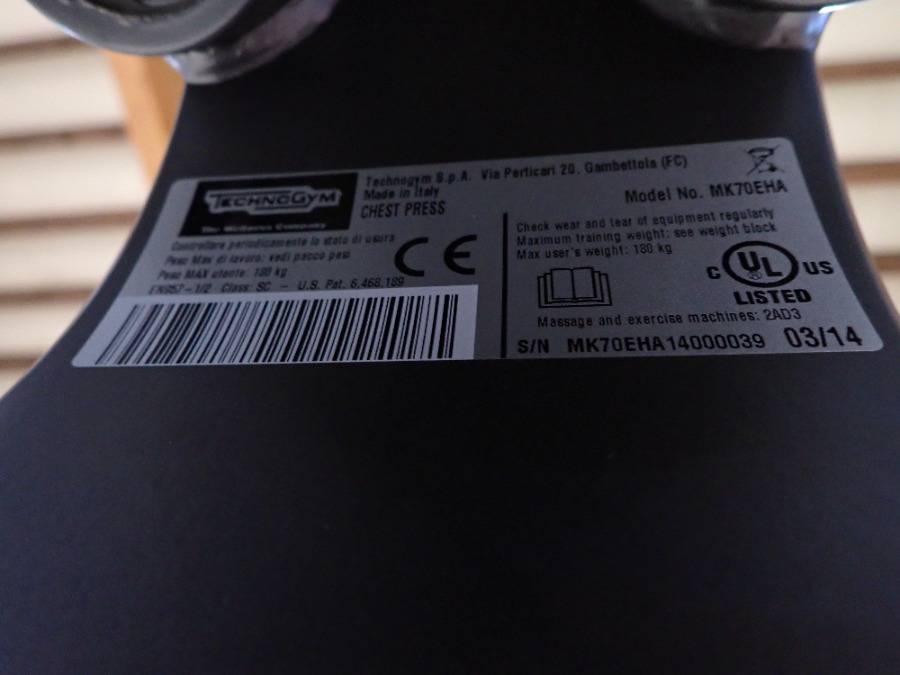 TECHNOGYM
The Wellness Company
Technogym S.p.A. Via Perticari 20. Gambettola (FC)
Made in Italy
CHEST PRESS
Model No. MK70EHA
Controllare periodicamente lo stato di usura
Peso Max di lavoro: vedi pacco pesi
Peso MAX utente: 180 kg
EN957-1/2 Class: SC - U.S. Pat. 6,468,189
CE
Check wear and tear of equipment regularly
Maximum training weight: see weight block
Max user's weight: 180 kg
C UL US
LISTED
Massage and exercise machines: 2AD3
S/N MK70EHA14000039 03/14